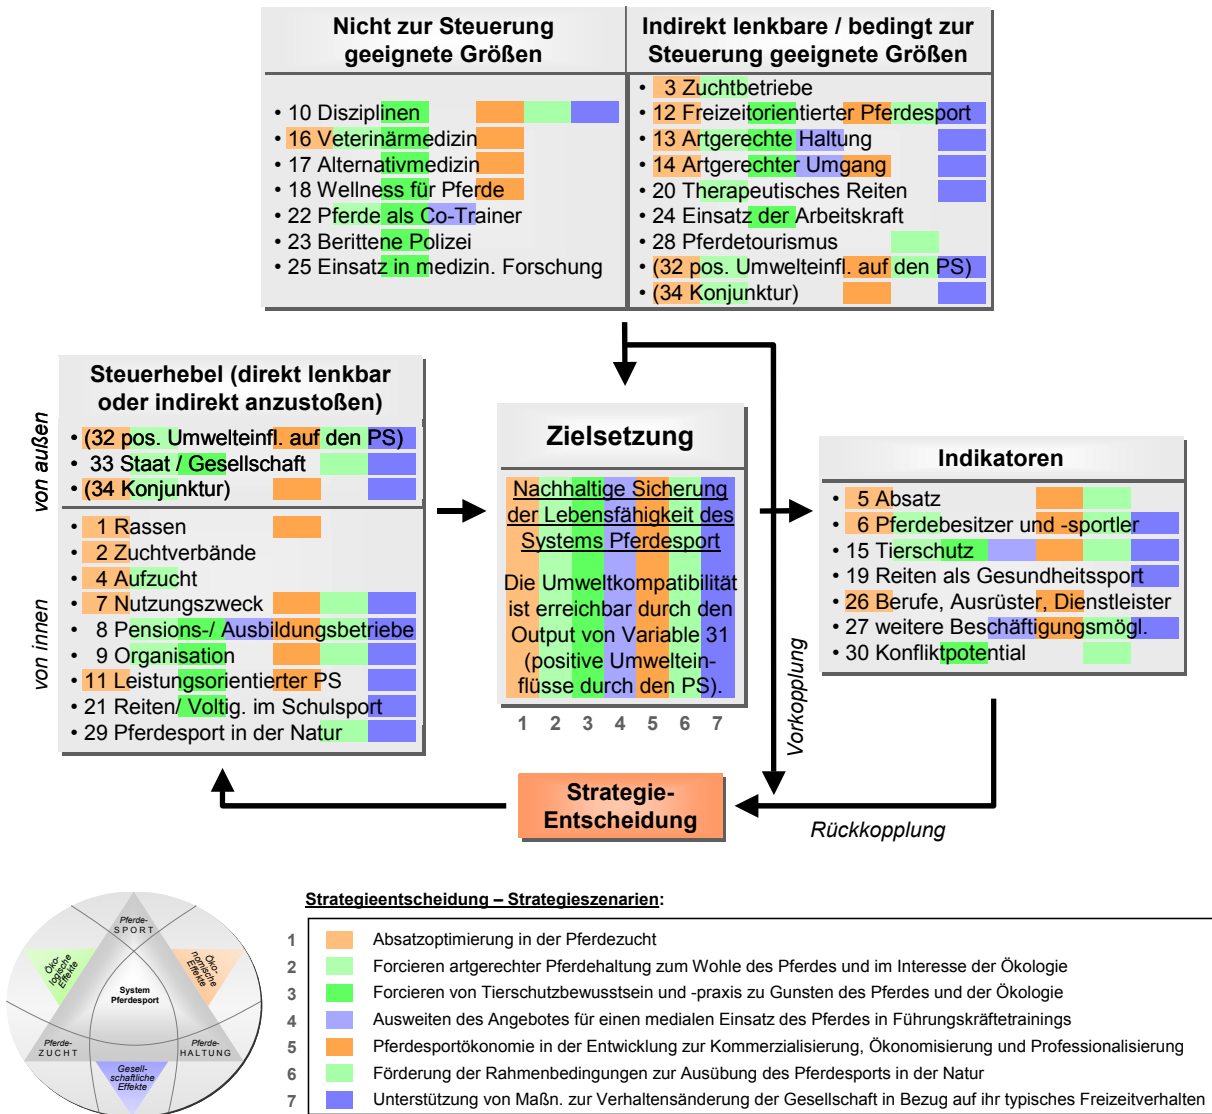 Nicht zur Steuerung
geeignete Größen
• 10 Disziplinen
• 16 Veterinärmedizin
• 17 Alternativmedizin
• 18 Wellness für Pferde
• 22 Pferde als Co-Trainer
• 23 Berittene Polizei
• 25 Einsatz in medizin. Forschung
Indirekt lenkbare / bedingt zur
Steuerung geeignete Größen
• 3 Zuchtbetriebe
• 12 Freizeitorientierter Pferdesport
• 13 Artgerechte Haltung
• 14 Artgerechter Umgang
• 20 Therapeutisches Reiten
• 24 Einsatz der Arbeitskraft
• 28 Pferdetourismus
• (32 pos. Umwelteinfl. auf den PS)
• (34 Konjunktur)
von außen
von innen
Steuerhebel (direkt lenkbar
oder indirekt anzustoßen)
• (32 pos. Umwelteinfl. auf den PS)
• 33 Staat / Gesellschaft
• (34 Konjunktur)
• 1 Rassen
• 2 Zuchtverbände
• 4 Aufzucht
• 7 Nutzungszweck
• 8 Pensions-/ Ausbildungsbetriebe
• 9 Organisation
• 11 Leistungsorientierter PS
• 21 Reiten/ Voltig. im Schulsport
• 29 Pferdesport in der Natur
Zielsetzung
Nachhaltige Sicherung
der Lebensfähigkeit des
Systems Pferdesport
Die Umweltkompatibilität
ist erreichbar durch den
Output von Variable 31
(positive Umweltein-
flüsse durch den PS).
1 2 3 4 5 6 7
Vorkopplung
Indikatoren
• 5 Absatz
• 6 Pferdebesitzer und -sportler
• 15 Tierschutz
• 19 Reiten als Gesundheitssport
• 26 Berufe, Ausrüster, Dienstleister
• 27 weitere Beschäftigungsmögl.
• 30 Konfliktpotential
Strategie-
Entscheidung
Rückkopplung
Pferde-
SPORT
Öko-
logische
Effekte
Öko-
nomische
Effekte
System
Pferdesport
Pferde-
ZUCHT
Pferde-
HALTUNG
Gesell-
schaftliche
Effekte
Strategieentscheidung – Strategieszenarien:
1 Absatzoptimierung in der Pferdezucht
2 Forcieren artgerechter Pferdehaltung zum Wohle des Pferdes und im Interesse der Ökologie
3 Forcieren von Tierschutzbewusstsein und -praxis zu Gunsten des Pferdes und der Ökologie
4 Ausweiten des Angebotes für einen medialen Einsatz des Pferdes in Führungskräftetrainings
5 Pferdesportökonomie in der Entwicklung zur Kommerzialisierung, Ökonomisierung und Professionalisierung
6 Förderung der Rahmenbedingungen zur Ausübung des Pferdesports in der Natur
7 Unterstützung von Maßn. zur Verhaltensänderung der Gesellschaft in Bezug auf ihr typisches Freizeitverhalten